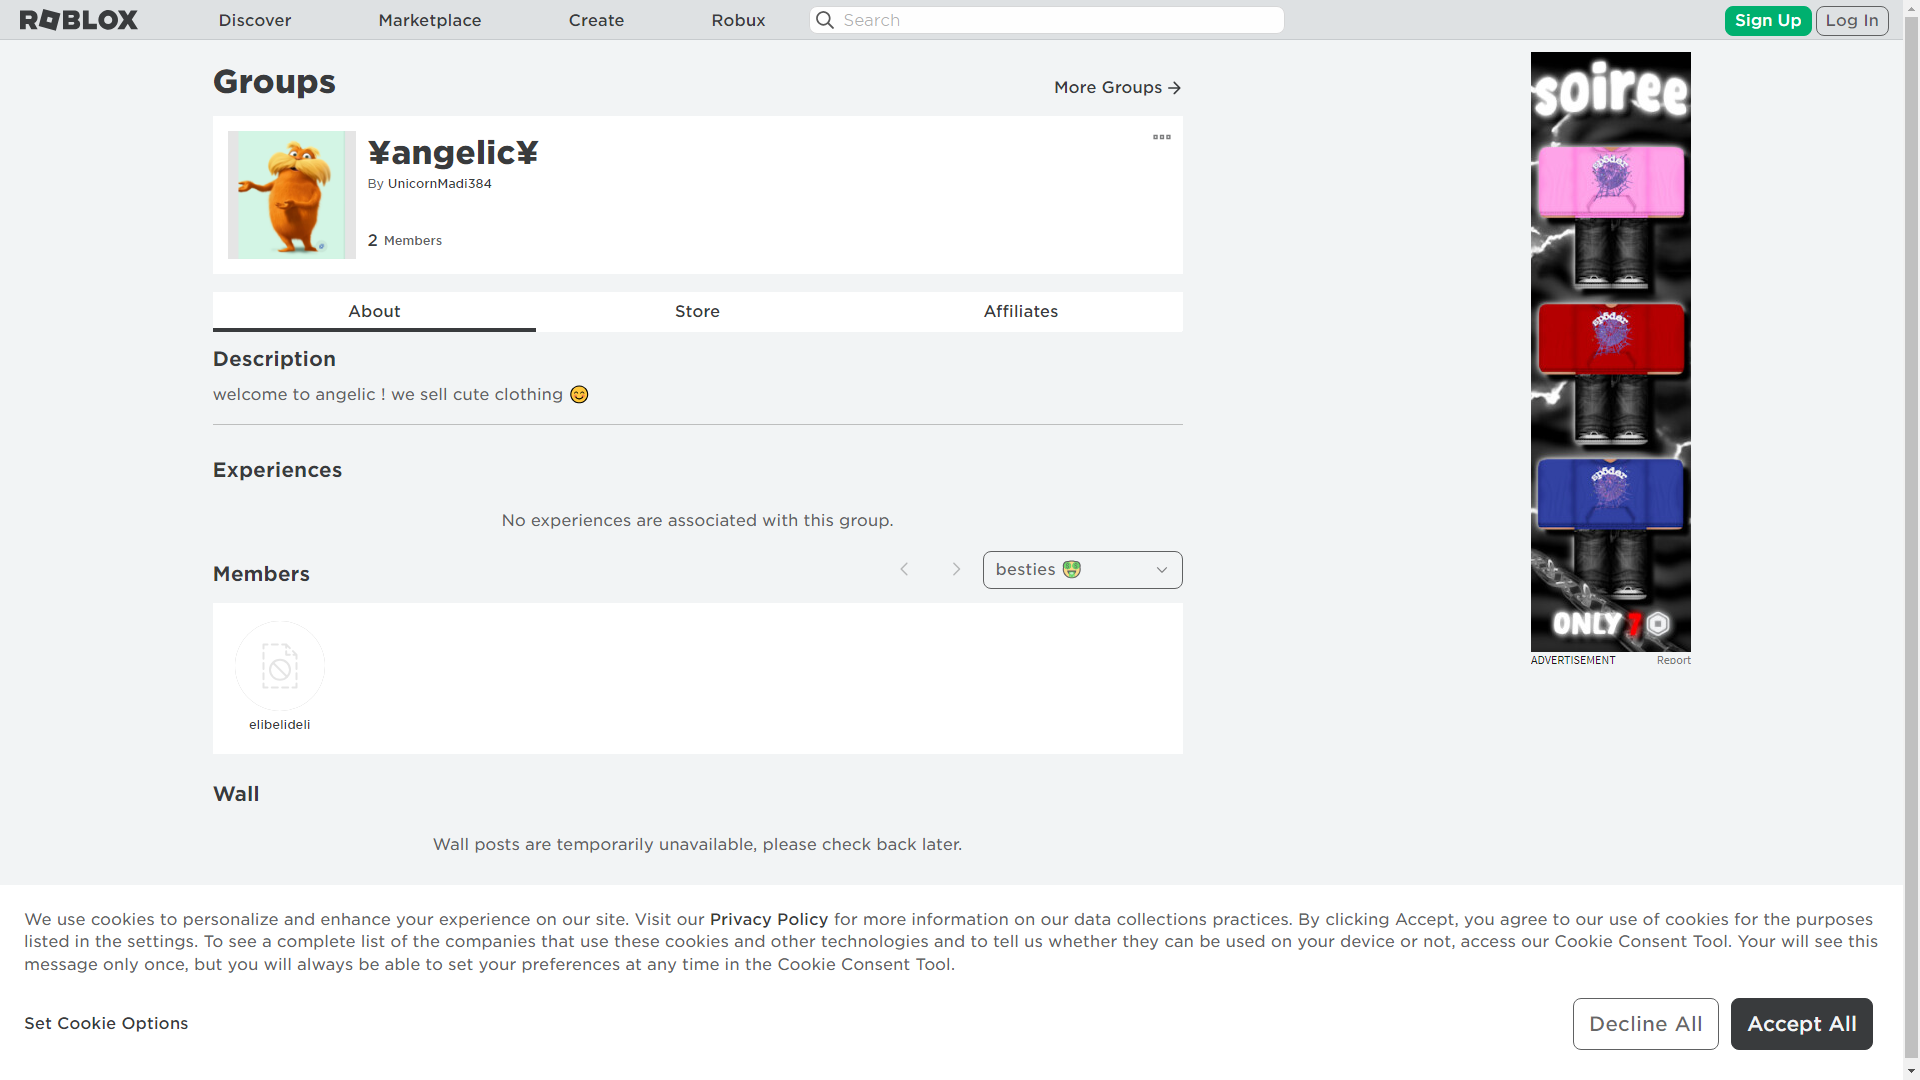 ROBLOX
Discover
Marketplace
Create
Robux
Search
Sign Up
Log In
Groups
More Groups
¥angelic¥
By UnicornMadi384
2 Members
About
Store
Affiliates
Description
welcome to angelic ! we sell cute clothing 😊
Experiences
No experiences are associated with this group.
Members
besties 🤑
elibelideli
Wall
Wall posts are temporarily unavailable, please check back later.
soiree
spöder
spöder
spöder
ONLY 7
ADVERTISEMENT
Report
We use cookies to personalize and enhance your experience on our site. Visit our Privacy Policy for more information on our data collections practices. By clicking Accept, you agree to our use of cookies for the purposes
listed in the settings. To see a complete list of the companies that use these cookies and other technologies and to tell us whether they can be used on your device or not, access our Cookie Consent Tool. Your will see this
message only once, but you will always be able to set your preferences at any time in the Cookie Consent Tool.
Set Cookie Options
Decline All
Accept All